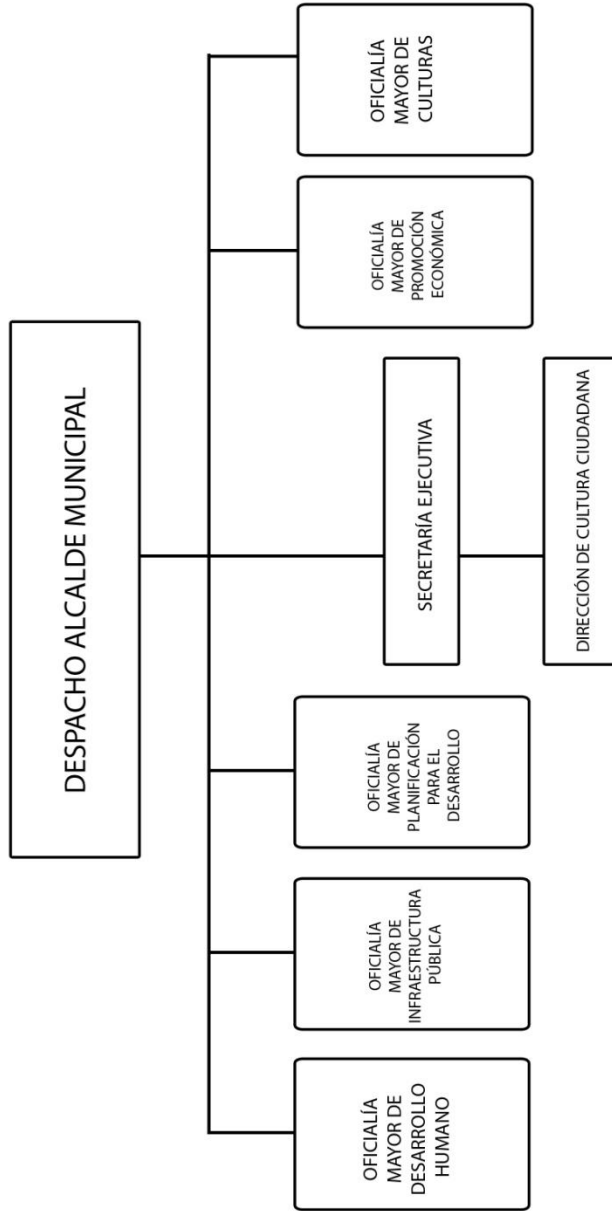 DESPACHO ALCALDE MUNICIPAL
OFICIALÍA
MAYOR DE
DESARROLLO
HUMANO
OFICIALÍA
MAYOR DE
INFRAESTRUCTURA
PÚBLICA
OFICIALÍA
MAYOR DE
PLANIFICACIÓN
PARA EL
DESARROLLO
SECRETARÍA EJECUTIVA
OFICIALÍA
MAYOR DE
PROMOCIÓN
ECONÓMICA
OFICIALÍA
MAYOR DE
CULTURAS
DIRECCIÓN DE CULTURA CIUDADANA